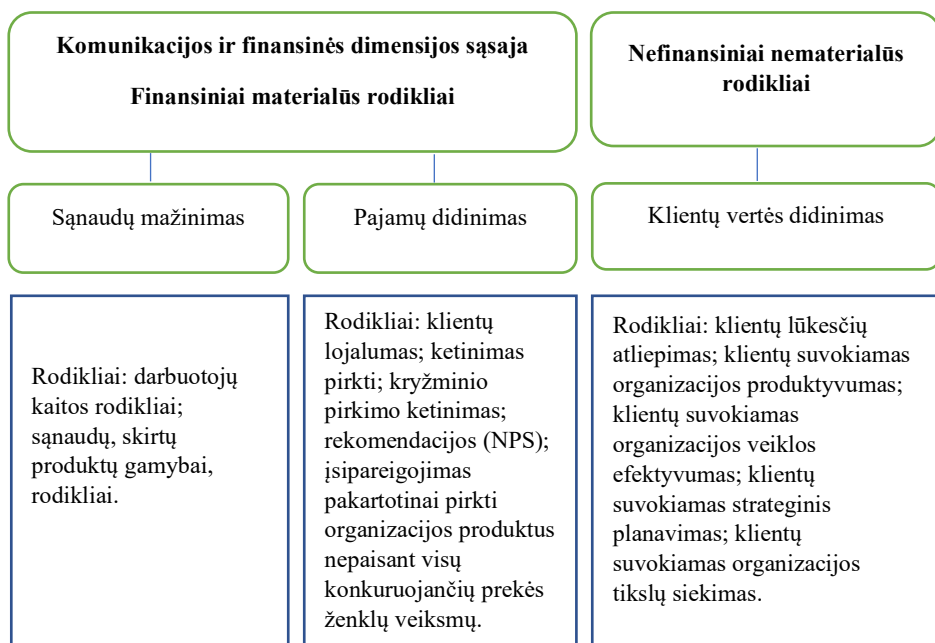 Komunikacijos ir finansinės dimensijos sąsaja
Finansiniai materialūs rodikliai
Nefinansiniai nematerialūs
rodikliai
Sąnaudų mažinimas
Pajamų didinimas
Klientų vertės didinimas
Rodikliai: darbuotojų
kaitos rodikliai;
sąnaudų, skirtų
produktų gamybai,
rodikliai.
Rodikliai: klientų
lojalumas; ketinimas
pirkti; kryžminio
pirkimo ketinimas;
rekomendacijos (NPS);
įsipareigojimas
pakartotinai pirkti
organizacijos produktus
nepaisant visų
konkuruojančių prekės
ženklų veiksmų.
Rodikliai: klientų lūkesčių
atliepimas; klientų suvokiamas
organizacijos produktyvumas;
klientų suvokiamas
organizacijos veiklos
efektyvumas; klientų
suvokiamas strateginis
planavimas; klientų
suvokiamas organizacijos
tikslų siekimas.